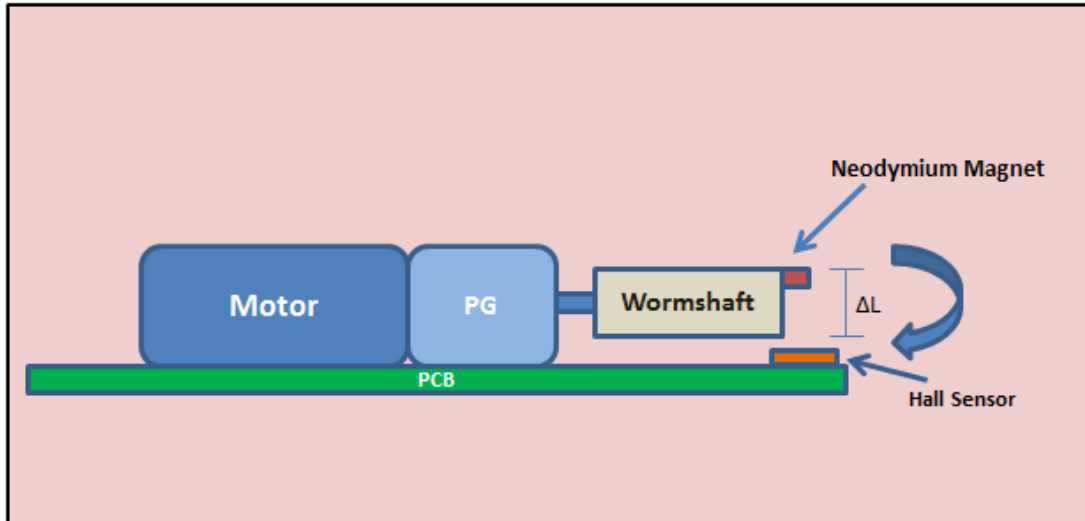 Neodymium Magnet
Motor
PG
Wormshaft
ΔL
PCB
Hall Sensor